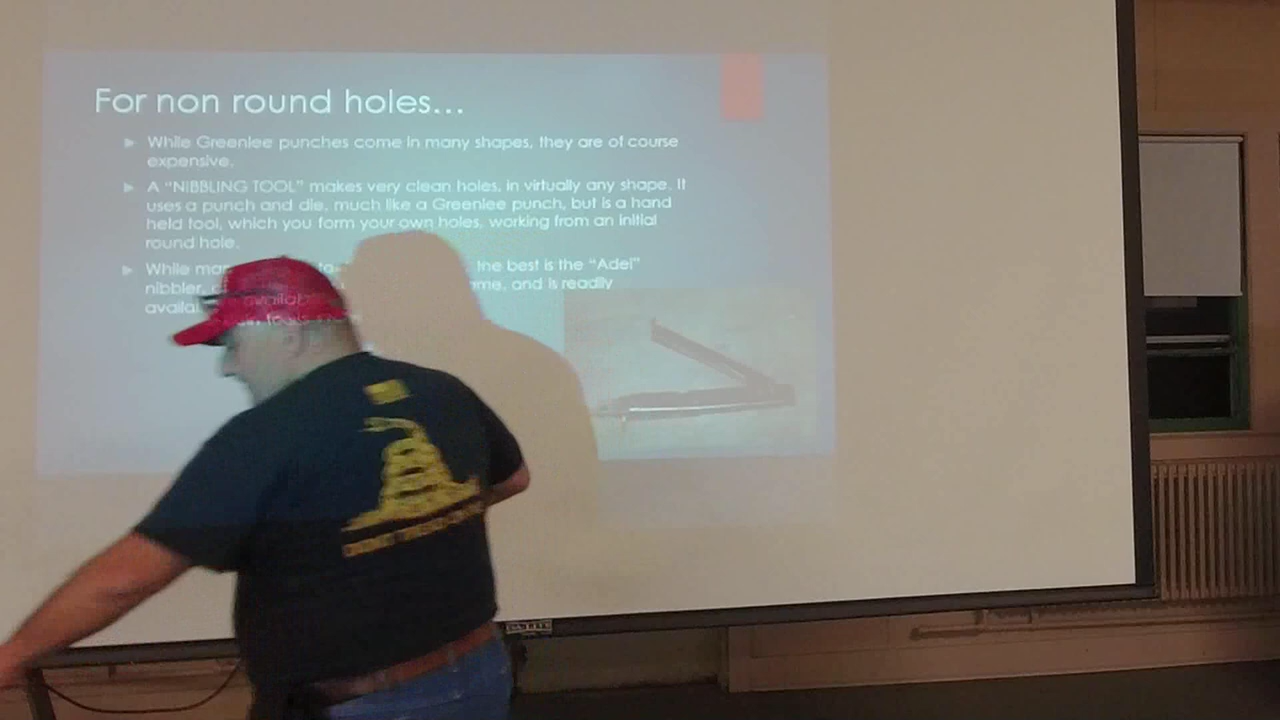 For non round holes...
While Greenlee punches come in many shapes, they are of course
expensive.
A "NIBBLING TOOL" makes very clean holes, in virtually any shape. It
uses a punch and die, much like a Greenlee punch, but is a hand
held tool, which you form your own holes, working from an initial
round hole.
While the best is the "Adel"
nibbler, and is readily